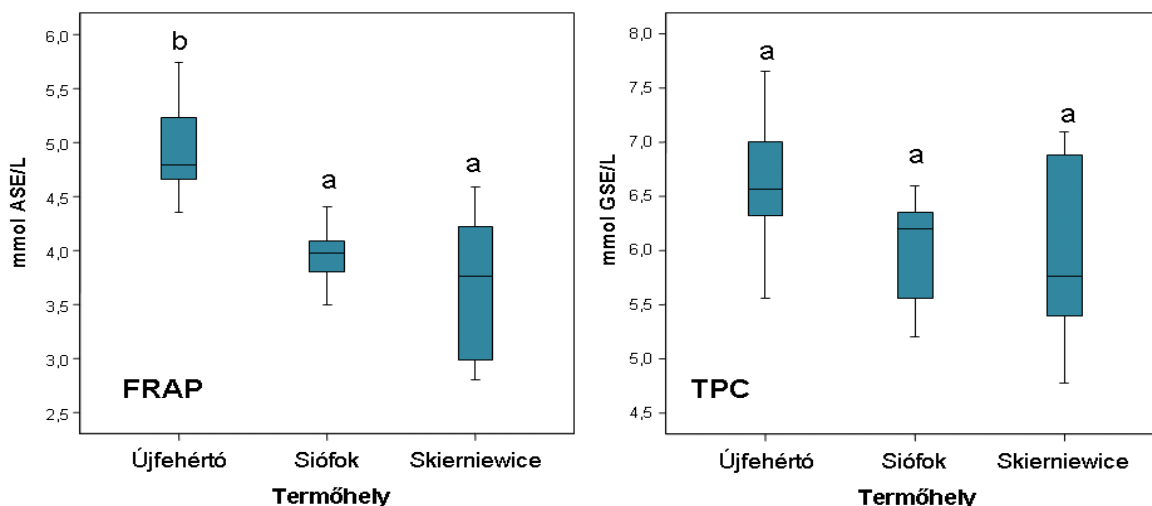 mmol ASE/L
6,0
5,5
5,0
4,5
4,0
3,5
3,0
2,5
b
a
a
FRAP
Újfehértó Siófok Skierniewice
Termőhely
mmol GSE/L
8,0
7,5
7,0
6,5
6,0
5,5
5,0
4,5
a
a
a
TPC
Újfehértó Siófok Skierniewice
Termőhely